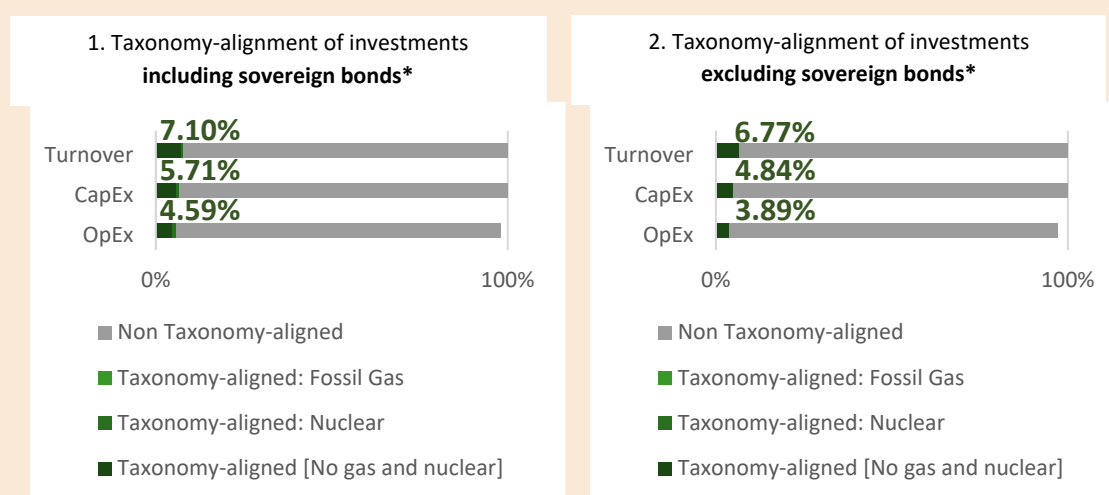 1. Taxonomy-alignment of investments
including sovereign bonds*
7.10%
Turnover
5.71%
CapEx
4.59%
OpEx
0%
100%
Non Taxonomy-aligned
Taxonomy-aligned: Fossil Gas
Taxonomy-aligned: Nuclear
Taxonomy-aligned [No gas and nuclear]
2. Taxonomy-alignment of investments
excluding sovereign bonds*
6.77%
Turnover
4.84%
CapEx
3.89%
OpEx
0%
100%
Non Taxonomy-aligned
Taxonomy-aligned: Fossil Gas
Taxonomy-aligned: Nuclear
Taxonomy-aligned [No gas and nuclear]